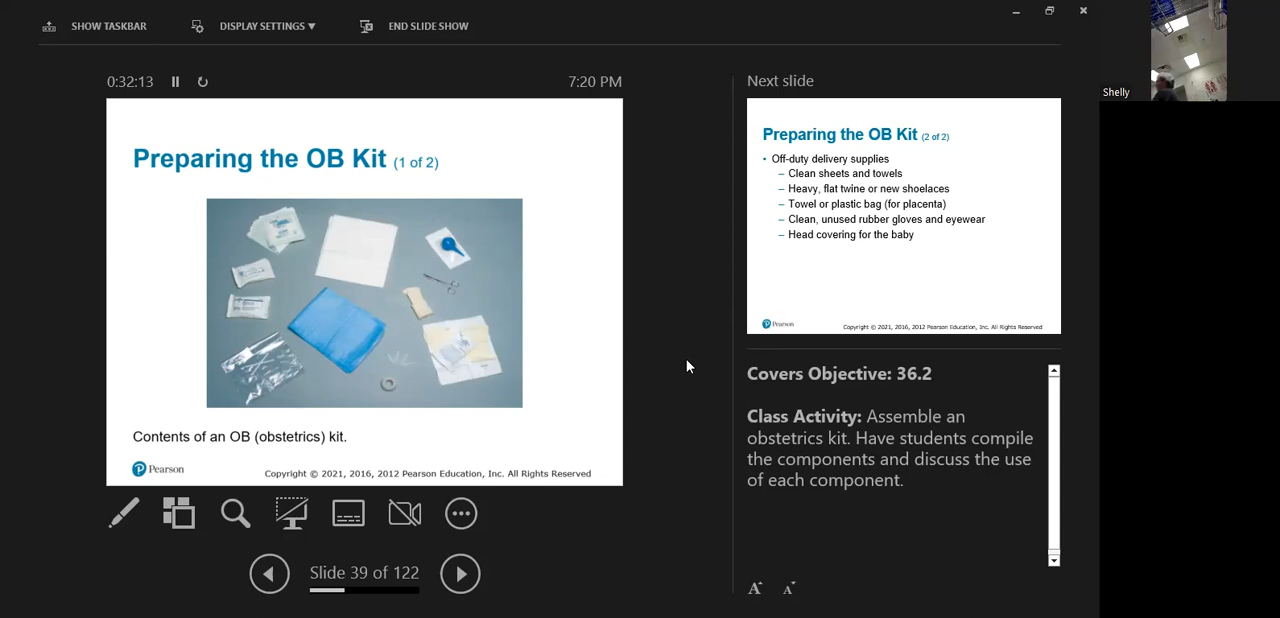 SHOW TASKBAR
DISPLAY SETTINGS ▼
END SLIDE SHOW
0:32:13
7:20 PM
Preparing the OB Kit (1 of 2)
Contents of an OB (obstetrics) kit.
Pearson
Copyright © 2021, 2016, 2012 Pearson Education, Inc. All Rights Reserved
Slide 39 of 122
Next slide
Preparing the OB Kit (2 of 2)
• Off-duty delivery supplies
– Clean sheets and towels
– Heavy, flat twine or new shoelaces
– Towel or plastic bag (for placenta)
– Clean, unused rubber gloves and eyewear
– Head covering for the baby
Pearson
Copyright © 2021, 2016, 2012 Pearson Education, Inc. All Rights Reserved
Covers Objective: 36.2
Class Activity: Assemble an
obstetrics kit. Have students compile
the components and discuss the use
of each component.
A A
Shelly